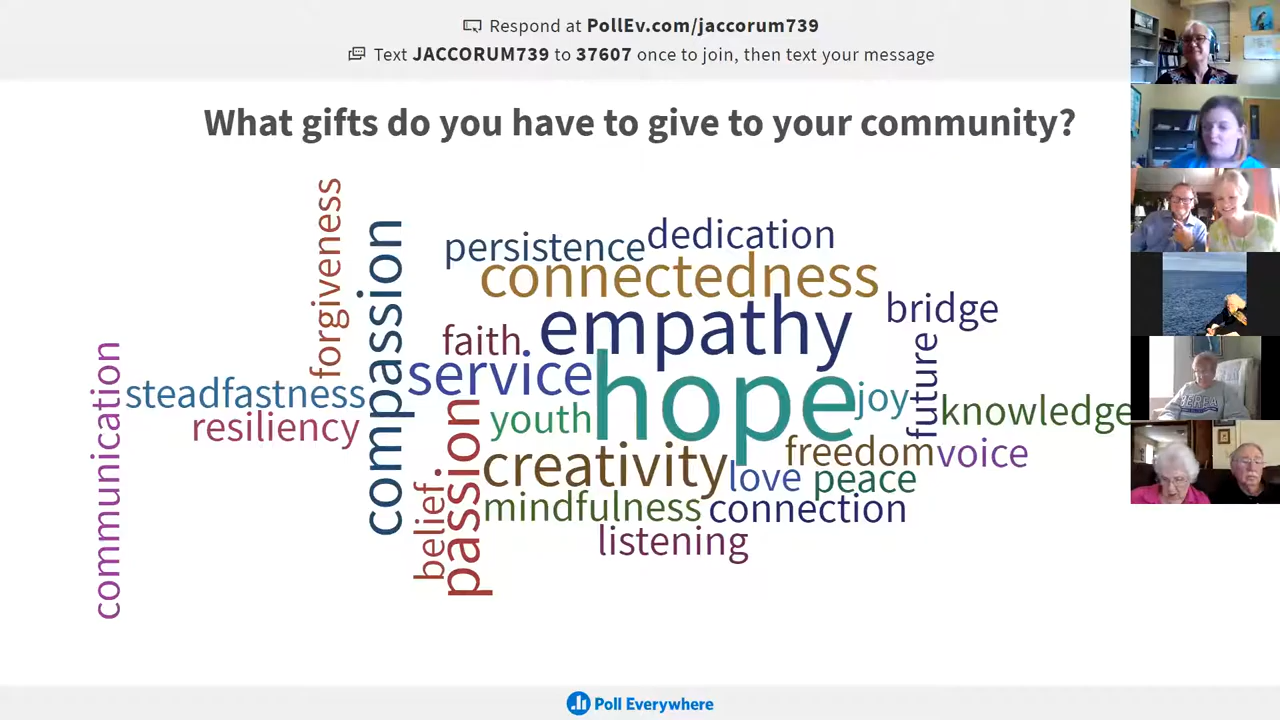 Respond at PollEv.com/jaccorum739
Text JACCORUM739 to 37607 once to join, then text your message
What gifts do you have to give to your community?
forgiveness
compassion
persistence
dedication
connectedness
bridge
faith
empathy
communication
steadfastness
service
hope
joy
future
knowledge
resiliency
youth
passion
creativity
freedom
voice
love
peace
belief
mindfulness
connection
listening
BEREA
Poll Everywhere